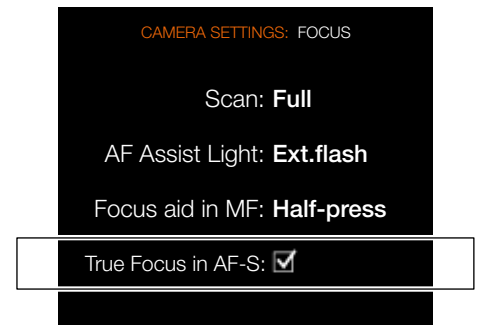 CAMERA SETTINGS: FOCUS
Scan: Full
AF Assist Light: Ext.flash
Focus aid in MF: Half-press
True Focus in AF-S: